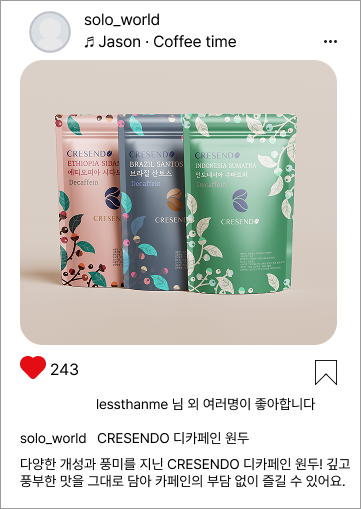 solo_world
♬ Jason · Coffee time
CRESENDO
ETHIOPIA SIDAM
에티오피아 시다모
Decaffein
CRESENDO
CRESENDO
BRAZIL SANTOS
브라질 산토스
Decaffein
CRESENDO
INDONESIA SUMATRA
인도네시아 수마트라
Decaffein
CRESENDO
243
lessthanme 님 외 여러명이 좋아합니다
solo_world CRESENDO 디카페인 원두
다양한 개성과 풍미를 지닌 CRESENDO 디카페인 원두! 깊고
풍부한 맛을 그대로 담아 카페인의 부담 없이 즐길 수 있어요.